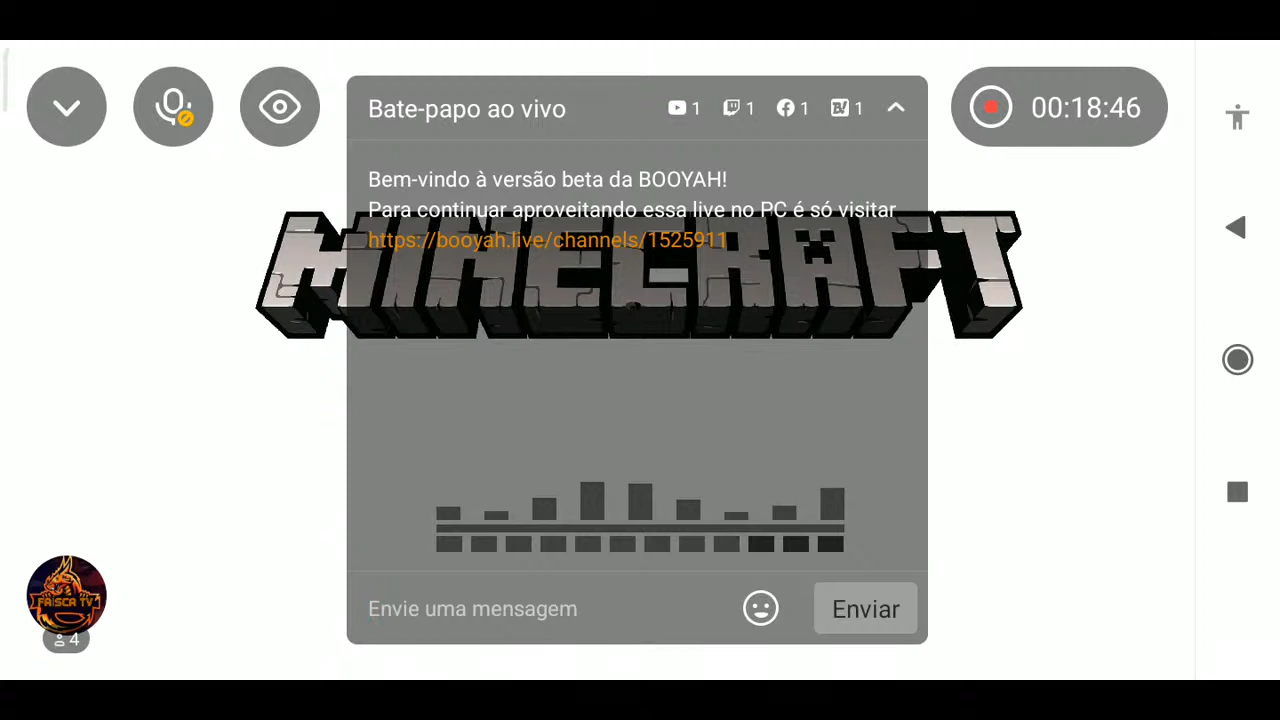 Bate-papo ao vivo
1 1 1 1
00:18:46
Bem-vindo à versão beta da BOOYAH!
Para continuar aproveitando essa live no PC é só visitar
https://booyah.live/channels/1525911
MINECRAFT
FAISCA TV
4
Envie uma mensagem
Enviar